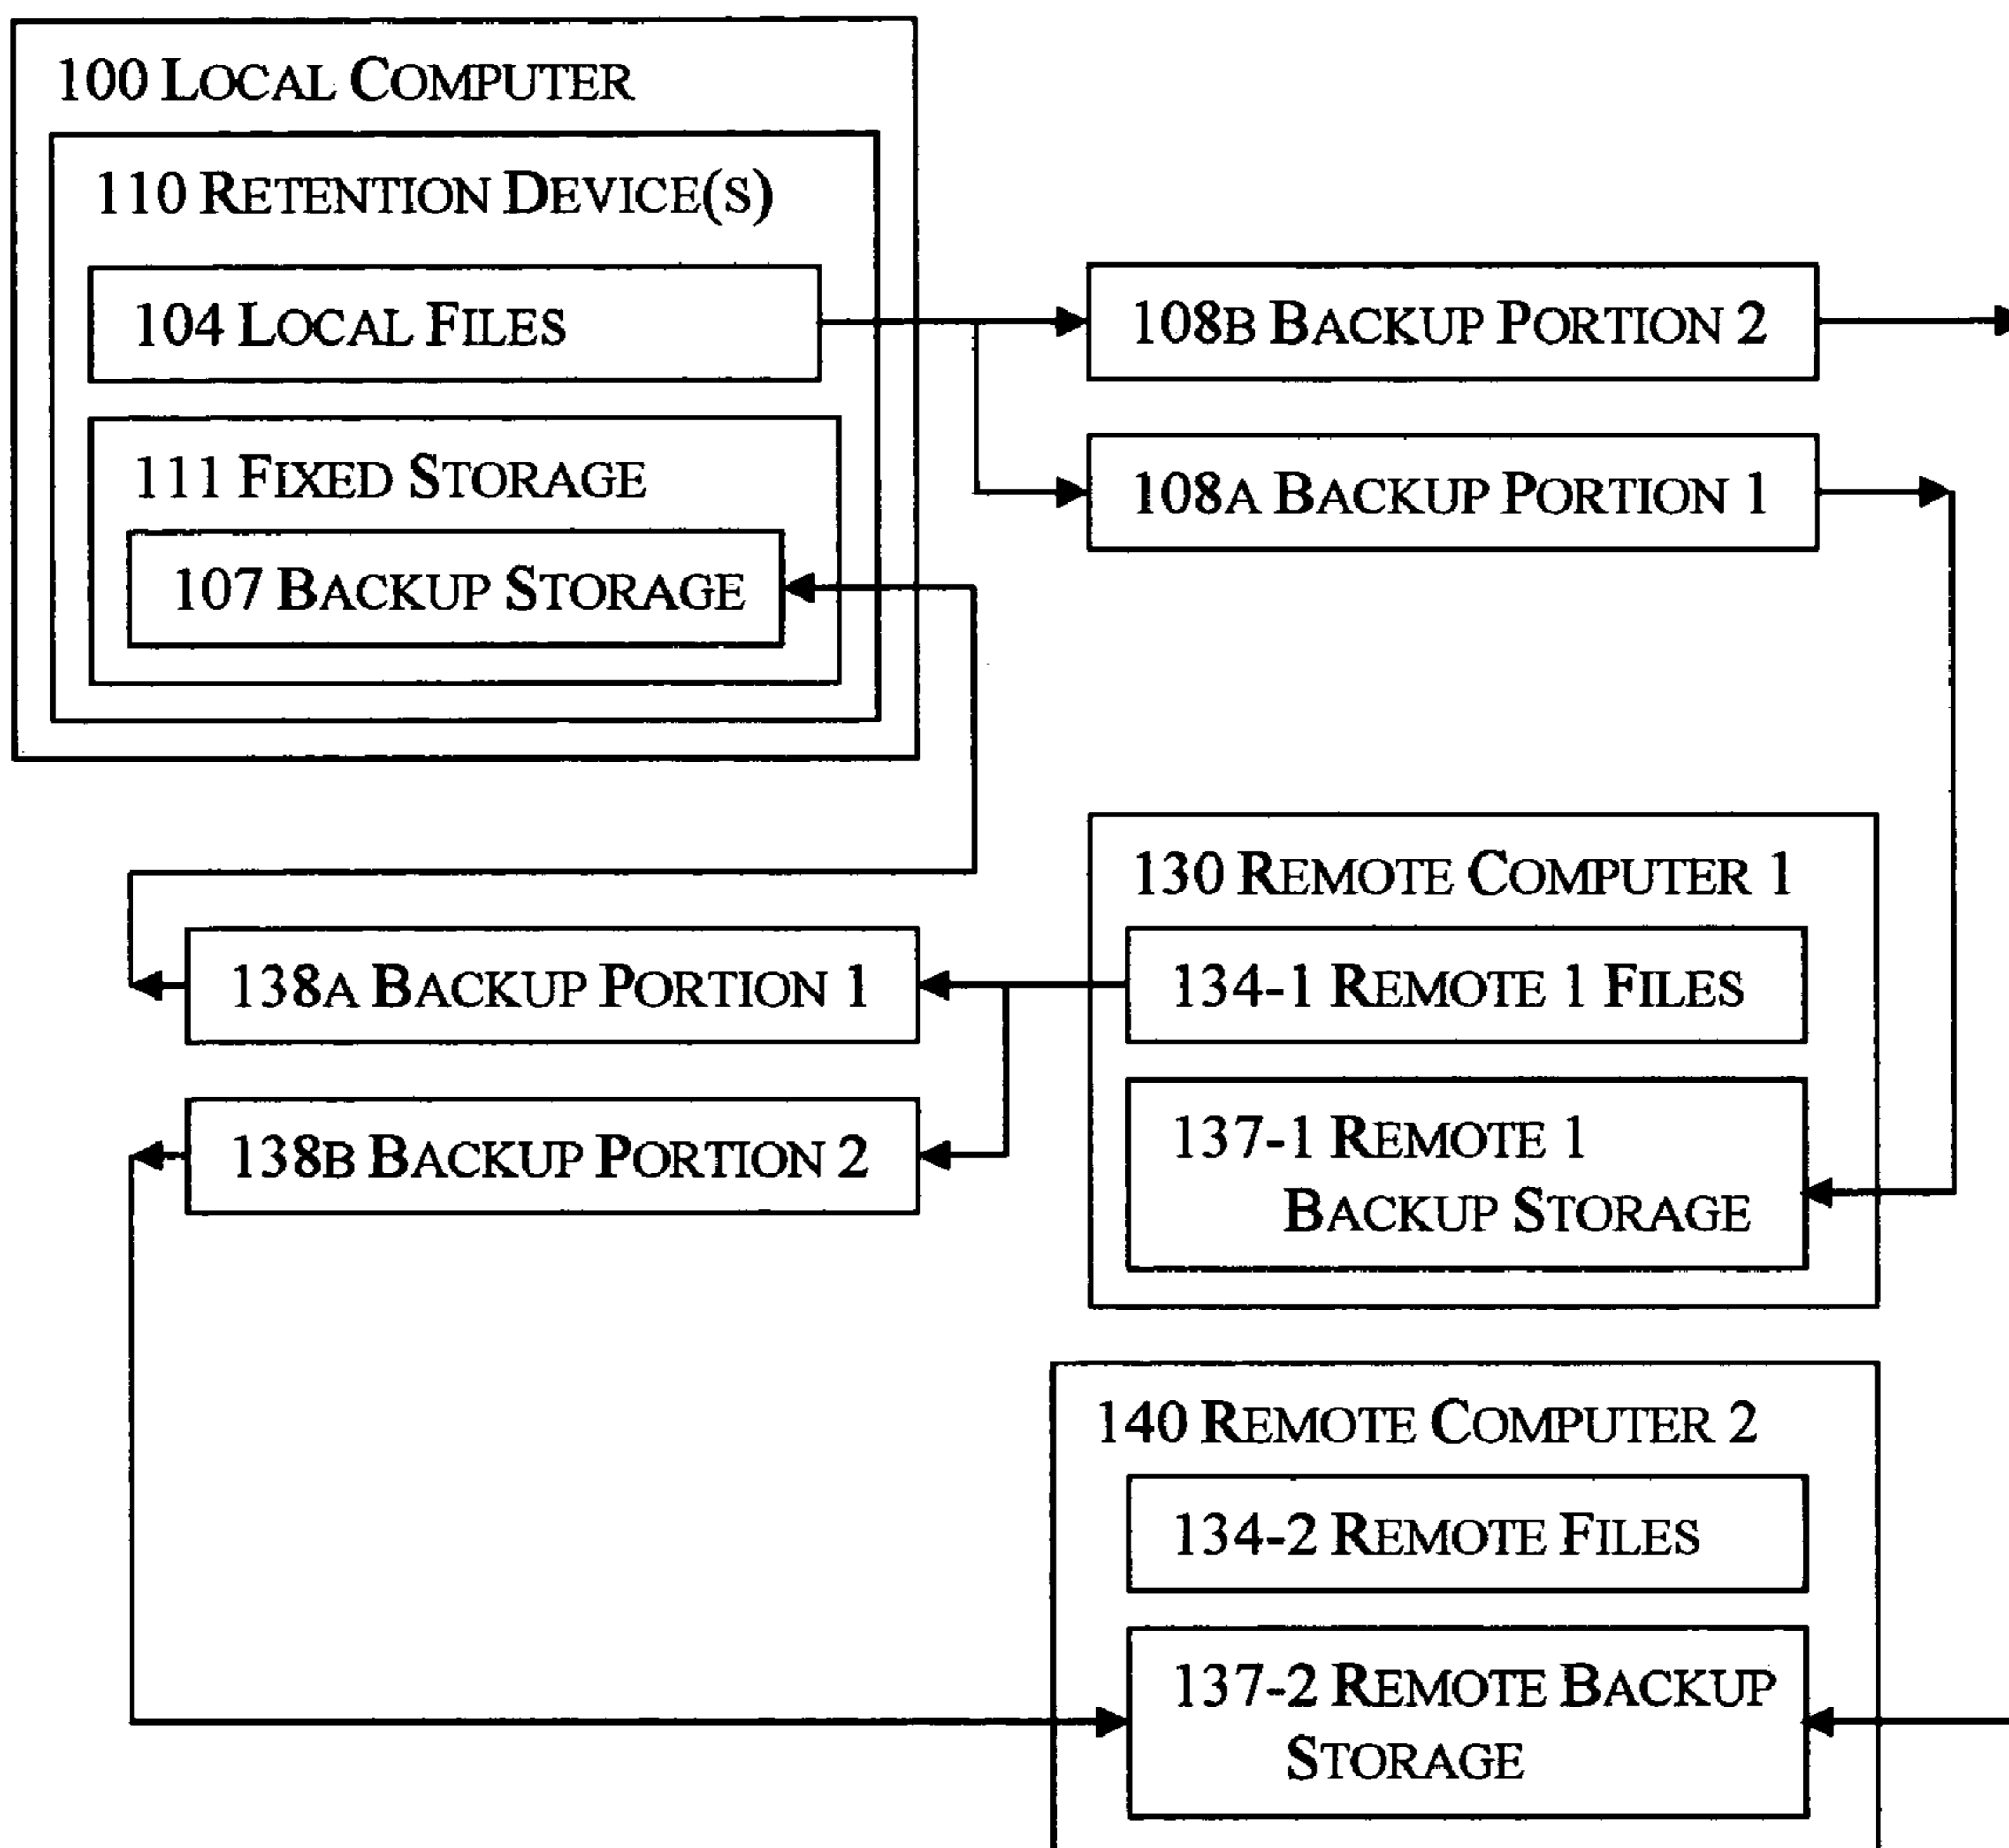 100 LOCAL COMPUTER
110 RETENTION DEVICE(S)
104 LOCAL FILES
111 FIXED STORAGE
107 BACKUP STORAGE
108B BACKUP PORTION 2
108A BACKUP PORTION 1
130 REMOTE COMPUTER 1
134-1 REMOTE 1 FILES
137-1 REMOTE 1
BACKUP STORAGE
138A BACKUP PORTION 1
138B BACKUP PORTION 2
140 REMOTE COMPUTER 2
134-2 REMOTE FILES
137-2 REMOTE BACKUP
STORAGE